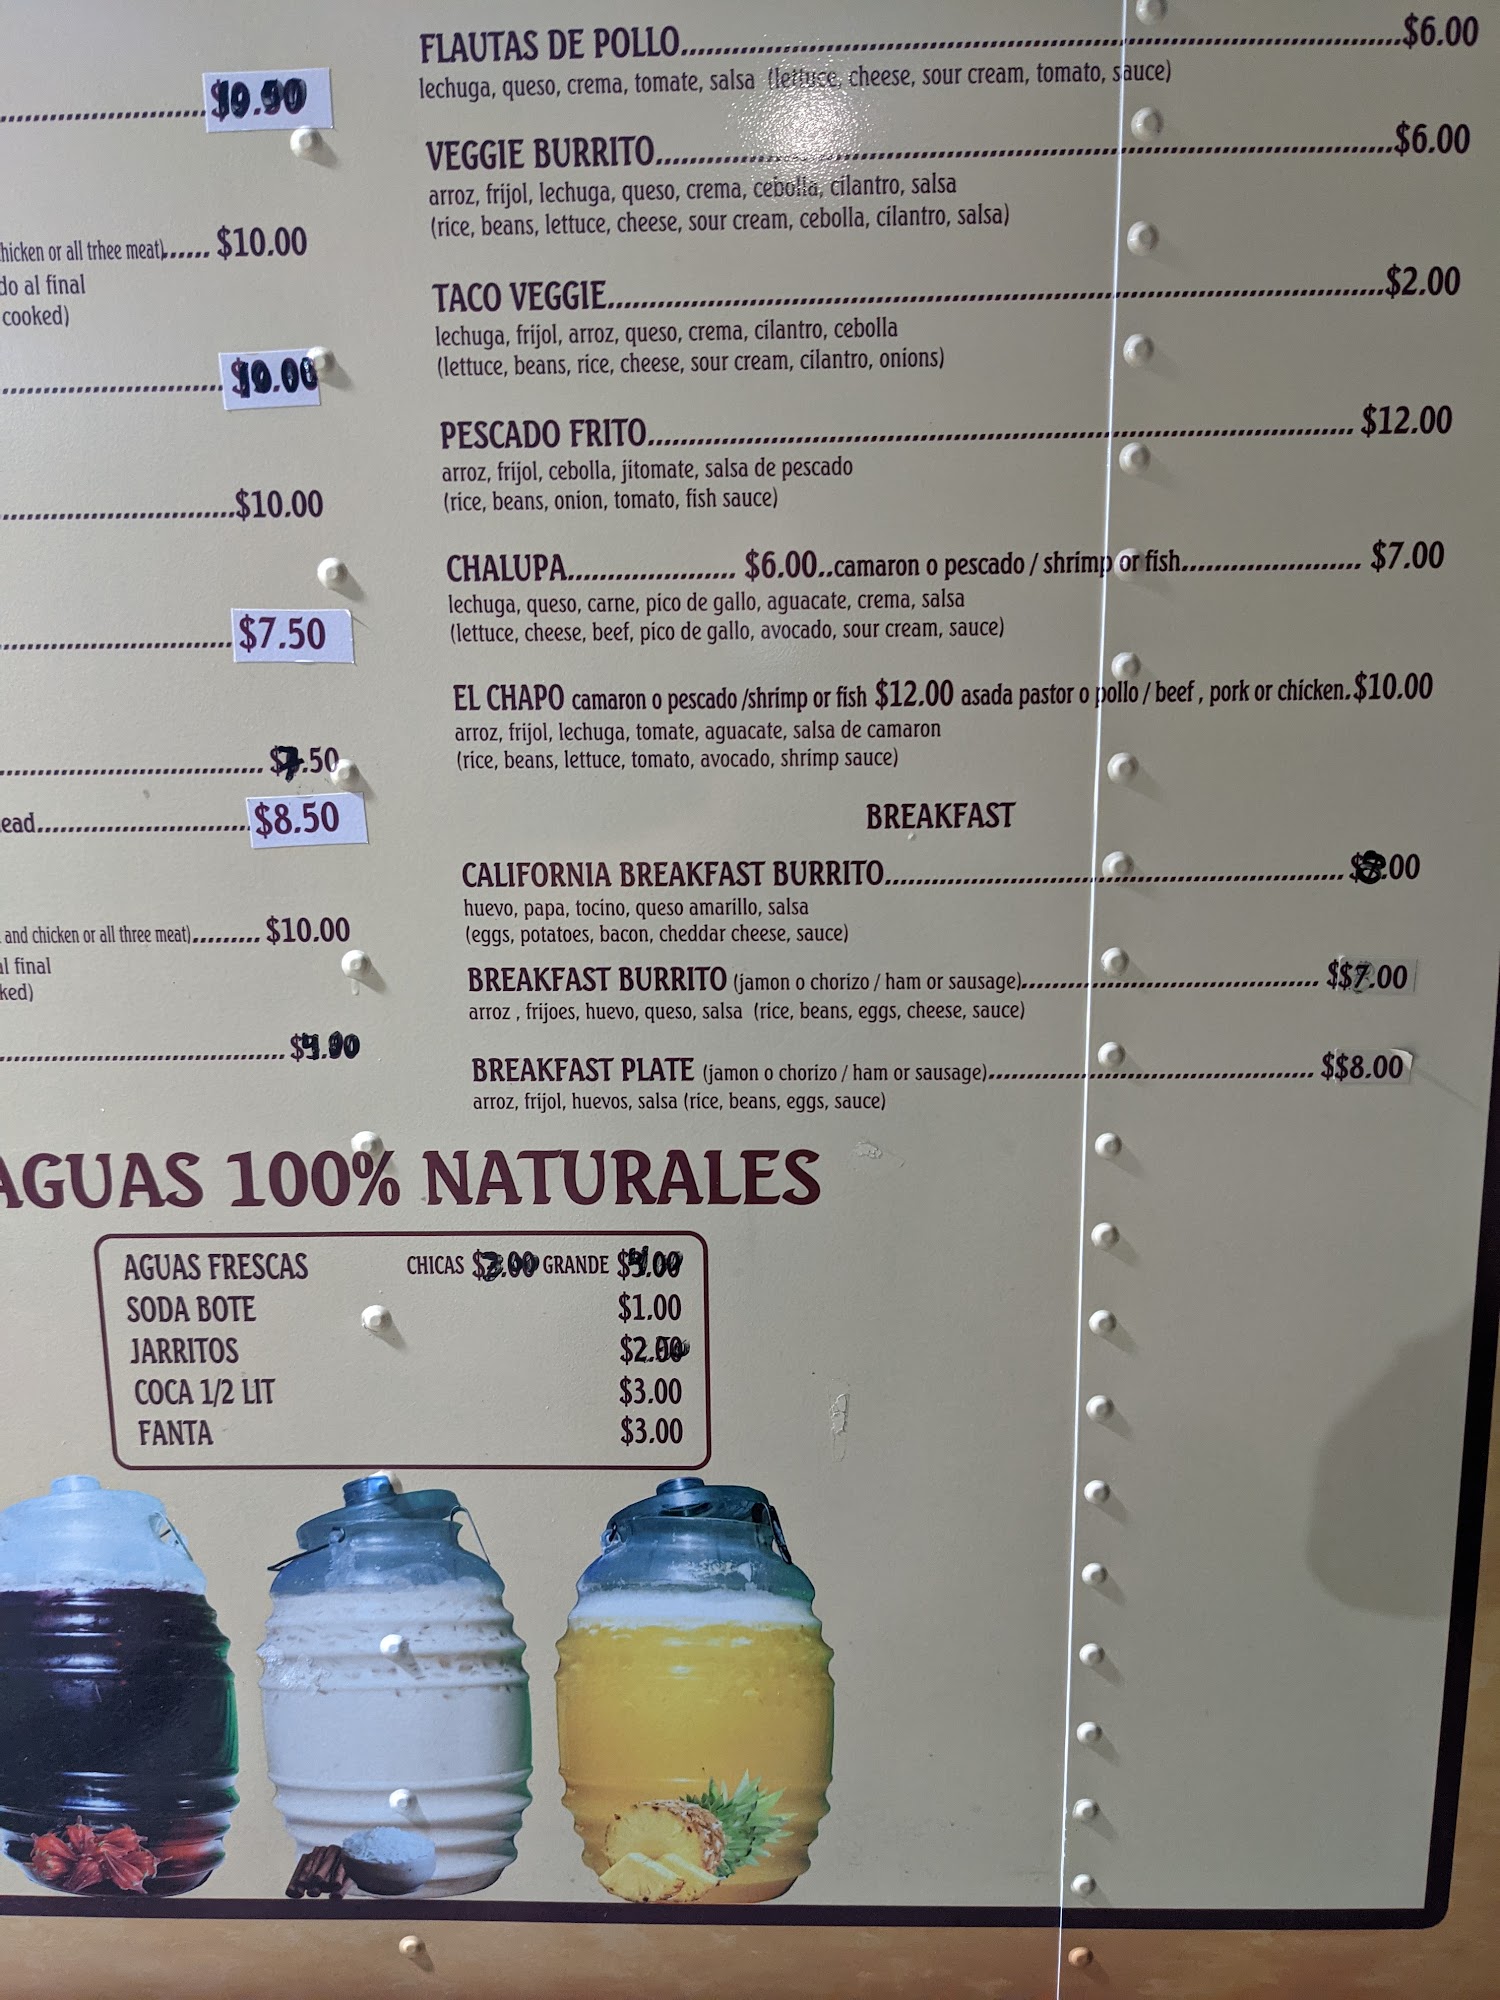 $10.00
hicken or all trhee meat)...... $10.00
do al final
cooked)
$10.00
$10.00
$7.50
.50
ead $8.50
and chicken or all three meat)......... $10.00
al final
ked)
FLAUTAS DE POLLO $6.00
lechuga, queso, crema, tomate, salsa (lettuce, cheese, sour cream, tomato, sauce)
VEGGIE BURRITO $6.00
arroz, frijol, lechuga, queso, crema, cebolla, cilantro, salsa
(rice, beans, lettuce, cheese, sour cream, cebolla, cilantro, salsa)
TACO VEGGIE $2.00
lechuga, frijol, arroz, queso, crema, cilantro, cebolla
(lettuce, beans, rice, cheese, sour cream, cilantro, onions)
PESCADO FRITO $12.00
arroz, frijol, cebolla, jitomate, salsa de pescado
(rice, beans, onion, tomato, fish sauce)
CHALUPA $6.00..camaron o pescado / shrimp or fish $7.00
lechuga, queso, carne, pico de gallo, aguacate, crema, salsa
(lettuce, cheese, beef, pico de gallo, avocado, sour cream, sauce)
EL CHAPO camaron o pescado /shrimp or fish $12.00 asada pastor o pollo / beef , pork or chicken.$10.00
arroz, frijol, lechuga, tomate, aguacate, salsa de camaron
(rice, beans, lettuce, tomato, avocado, shrimp sauce)
BREAKFAST
CALIFORNIA BREAKFAST BURRITO .00
huevo, papa, tocino, queso amarillo, salsa
(eggs, potatoes, bacon, cheddar cheese, sauce)
BREAKFAST BURRITO (jamon o chorizo / ham or sausage) $$7.00
arroz , frijoes, huevo, queso, salsa (rice, beans, eggs, cheese, sauce)
BREAKFAST PLATE (jamon o chorizo / ham or sausage) $$8.00
arroz, frijol, huevos, salsa (rice, beans, eggs, sauce)
AGUAS 100% NATURALES
AGUAS FRESCAS CHICAS GRANDE
SODA BOTE $1.00
JARRITOS $2.50
COCA 1/2 LIT $3.00
FANTA $3.00